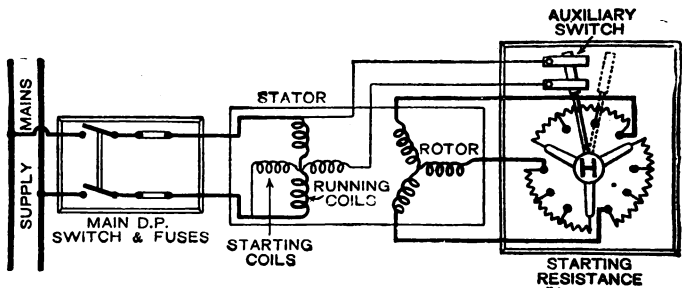 AUXILIARY
SWITCH
SUPPLY MAINS
STATOR
ROTOR
H
RUNNING
COILS
MAIN D.P.
SWITCH & FUSES
STARTING
COILS
STARTING
RESISTANCE